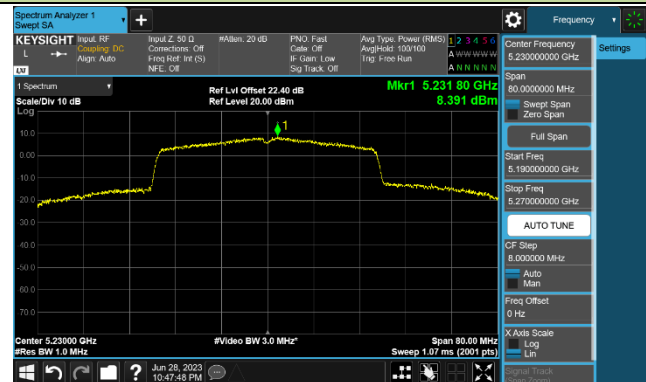 Spectrum Analyzer 1
Swept SA
Frequency
KEYSIGHT
L
LXI
Input: RF
Coupling: DC
Align: Auto
Input Z: 50 Ω
Corrections: Off
Freq Ref: Int (S)
NFE: Off
#Atten: 20 dB
PNO: Fast
Gate: Off
IF Gain: Low
Sig Track: Off
Avg Type: Power (RMS)
Avg|Hold: 100/100
Trig: Free Run
1 2 3 4 5 6
A W W W W W
A N N N N N
Settings
Center Frequency
5.230000000 GHz
Span
80.0000000 MHz
Swept Span
Zero Span
Full Span
Start Freq
5.190000000 GHz
Stop Freq
5.270000000 GHz
AUTO TUNE
CF Step
8.000000 MHz
Auto
Man
Freq Offset
0 Hz
X Axis Scale
Log
Lin
Signal Track
(Span Zoom)
1 Spectrum
Scale/Div 10 dB
Log
Ref Lvl Offset 22.40 dB
Ref Level 20.00 dBm
Mkr1 5.231 80 GHz
8.391 dBm
1
10.0
0.00
-10.0
-20.0
-30.0
-40.0
-50.0
-60.0
-70.0
Center 5.23000 GHz
#Res BW 1.0 MHz
#Video BW 3.0 MHz*
Span 80.00 MHz
Sweep 1.07 ms (2001 pts)
?
Jun 28, 2023
10:47:48 PM